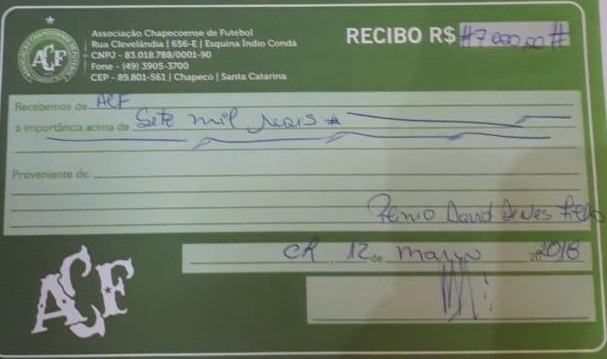 Associação Chapecoense de Futebol
Rua Clevelândia | 656-E | Esquina Índio Condá
CNPJ - 83.018.788/0001-90
Fone - (49) 3905-3700
CEP - 89.801-561 | Chapecó | Santa Catarina
RECIBO R$ #7.000,00 #
Recebemos de ACF
a importância acima de Sete mil reais
Proveniente de:
David
CR, 12 de março 2018
ACF